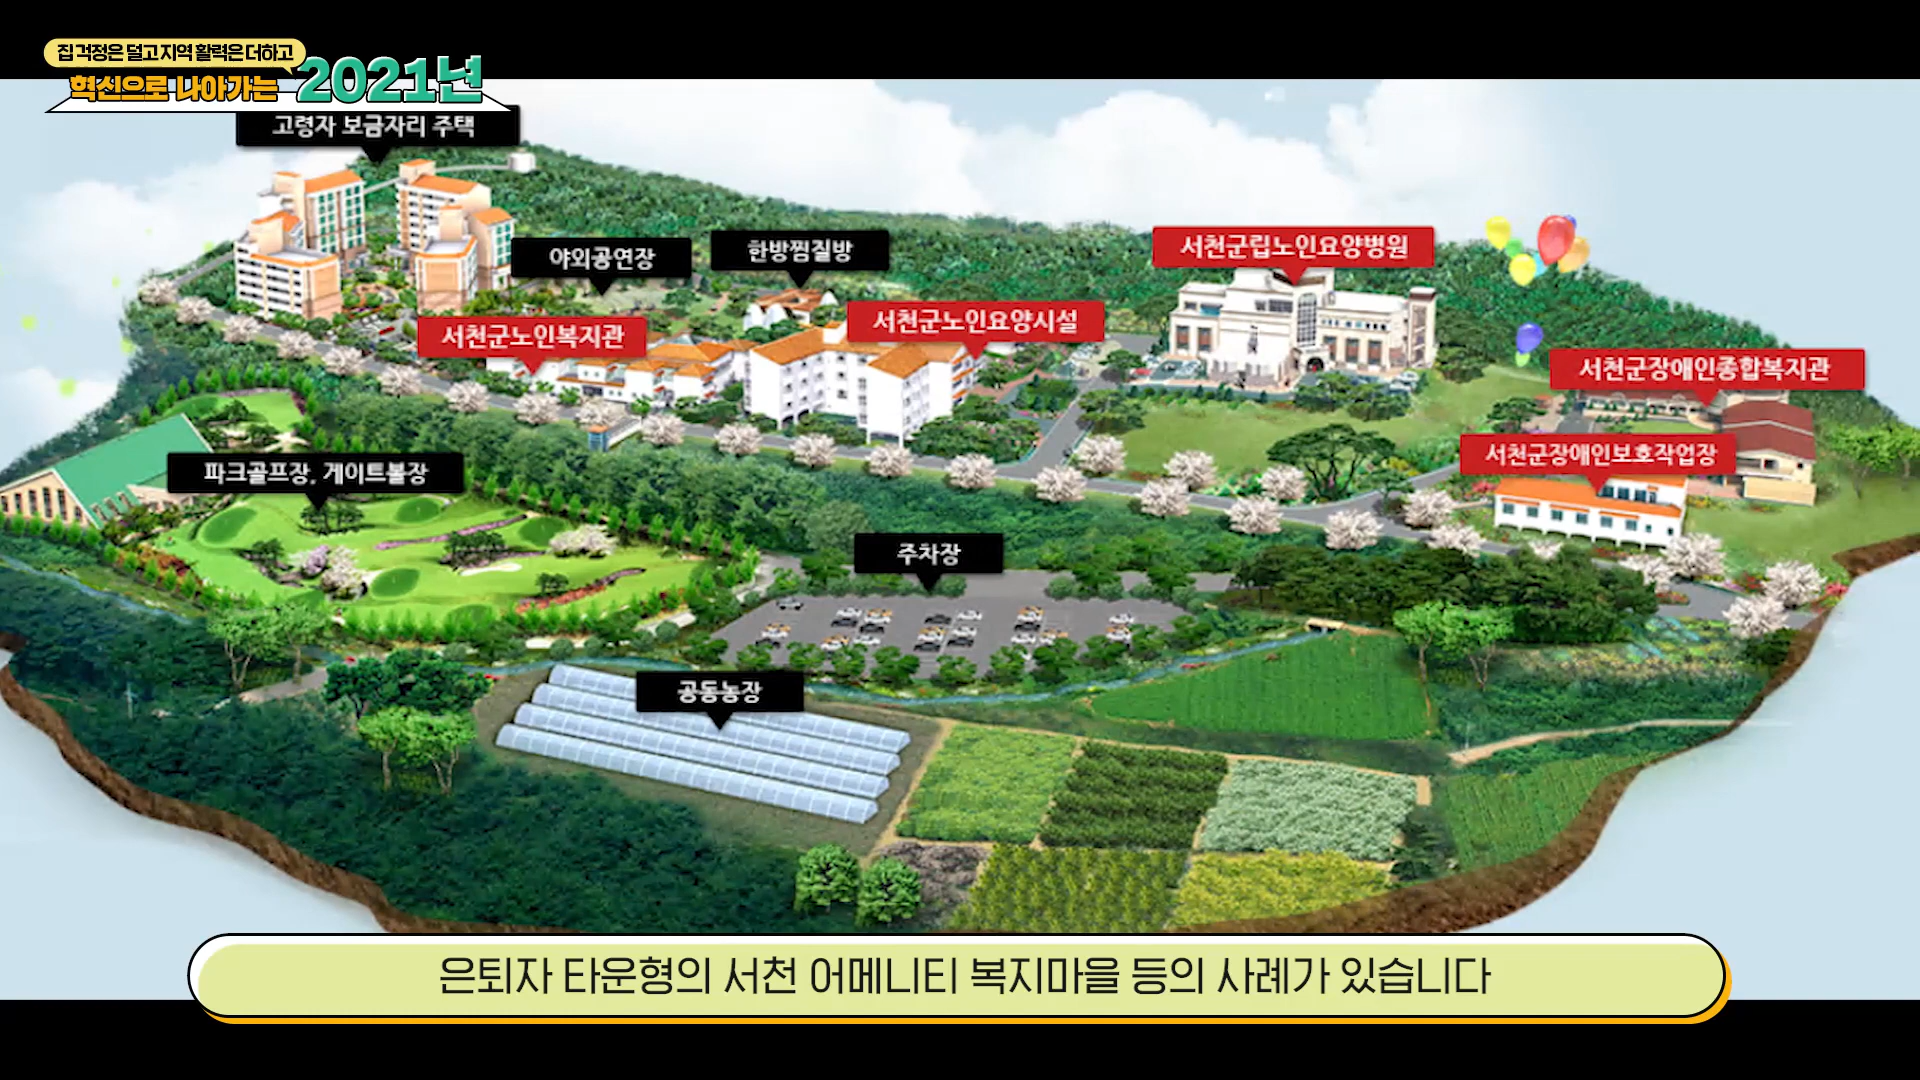 집 걱정은 덜고 지역 활력은 더하고
혁신으로 나아가는 2021년
고령자 보금자리 주택
야외공연장
한방찜질방
서천군립노인요양병원
서천군노인복지관
서천군노인요양시설
서천군장애인종합복지관
서천군장애인보호작업장
파크골프장, 게이트볼장
주차장
공동농장
은퇴자 타운형의 서천 어메니티 복지마을 등의 사례가 있습니다